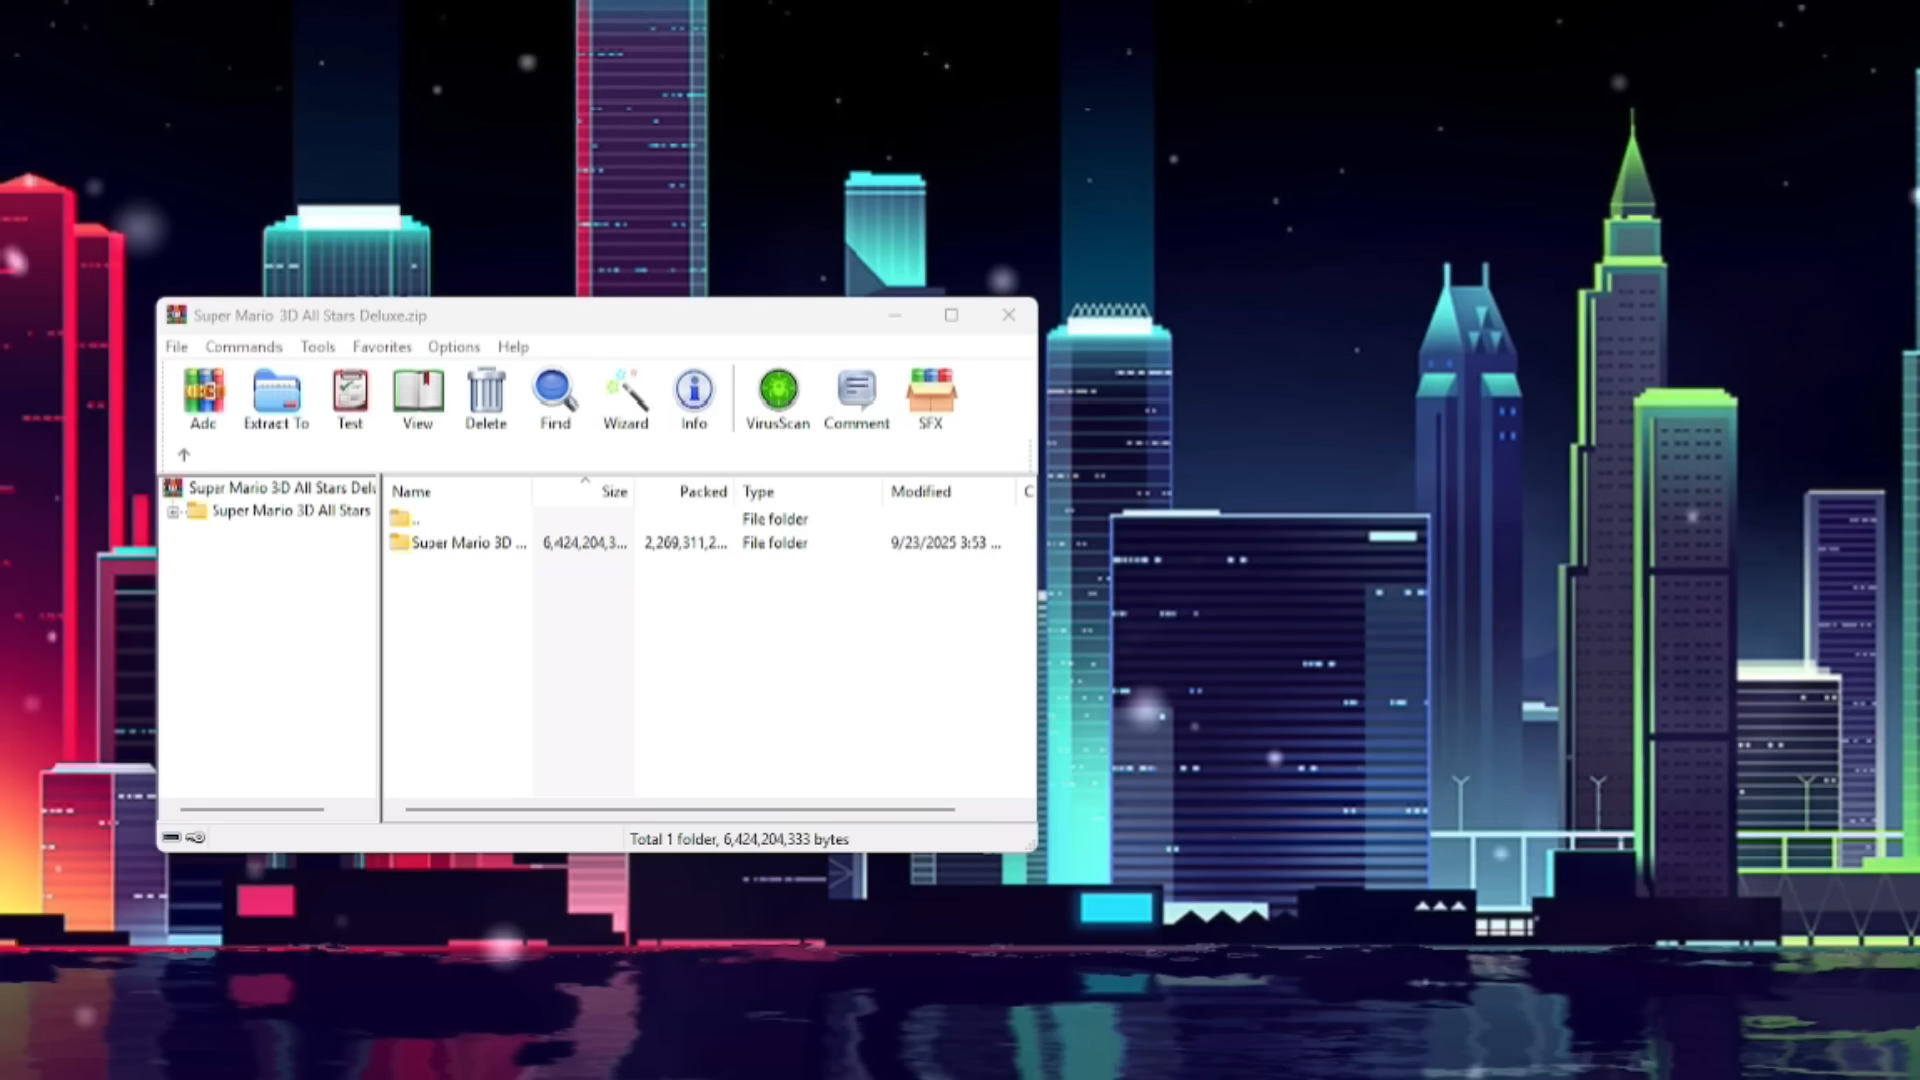 Super Mario 3D All Stars Deluxe.zip
File Commands Tools Favorites Options Help
Add Extract To Test View Delete Find Wizard Info VirusScan Comment SFX
Super Mario 3D All Stars Delu
Super Mario 3D All Stars
Name Size Packed Type Modified C
.. File folder
Super Mario 3D ... 6,424,204,3... 2,269,311,2... File folder 9/23/2025 3:53 ...
Total 1 folder, 6,424,204,333 bytes